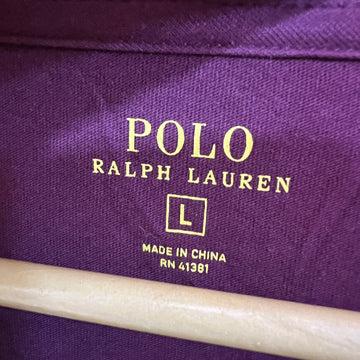 POLO
RALPH LAUREN
L
MADE IN CHINA
RN 41381